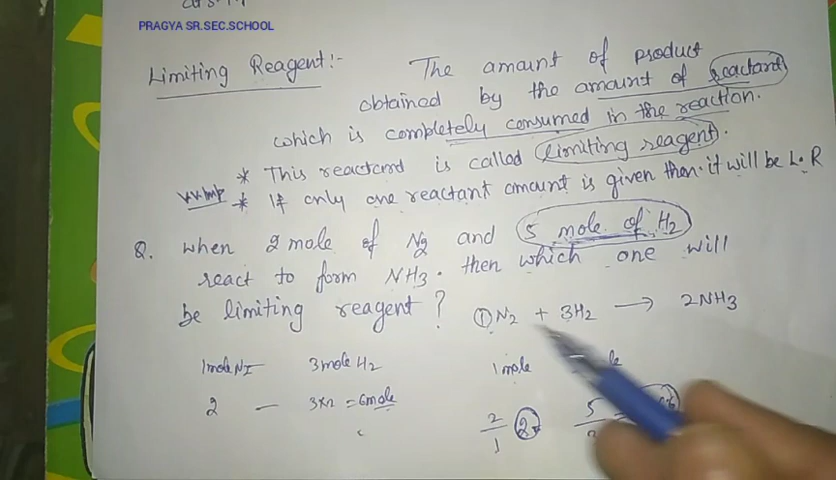 PRAGYA SR.SEC.SCHOOL
Limiting Reagent:- The amount of product
obtained by the amount of reactand
which is completely consumed in the reaction.
* This reactand is called limiting reagent.
v.v.Imp * If only one reactant amount is given then it will be L.R
Q. when 2 mole of N2 and 5 mole of H2
react to form NH3. then which one will
be limiting reagent?
① N2 + 3H2 → 2NH3
1 mole N2 3 mole H2 1 mole
2 — 3×2 = 6 mole 2/1 2 5